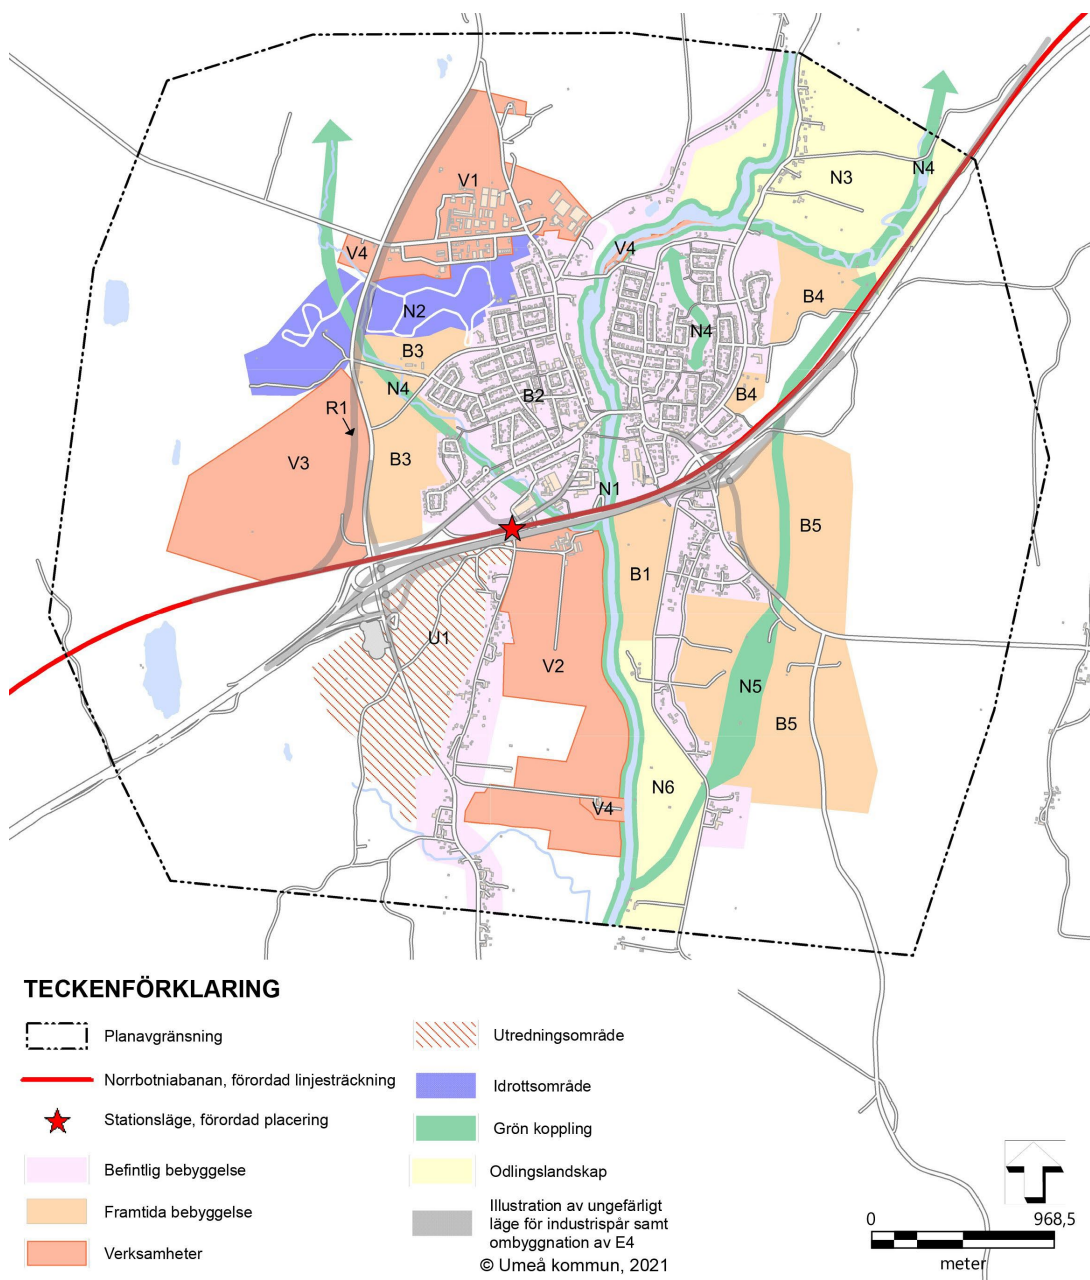 V1
N3
N4
V4
V4
N2
B4
N4
B3
N4
B2
B4
R1
V3
B3
N1
B5
B1
U1
V2
N5
B5
N6
V4
TECKENFÖRKLARING
Planavgränsning
Norrbotniabanan, förordad linjesträckning
Stationsläge, förordad placering
Befintlig bebyggelse
Framtida bebyggelse
Verksamheter
Utredningsområde
Idrottsområde
Grön koppling
Odlingslandskap
Illustration av ungefärligt
läge för industrispår samt
ombyggnation av E4
© Umeå kommun, 2021
0 968,5
meter